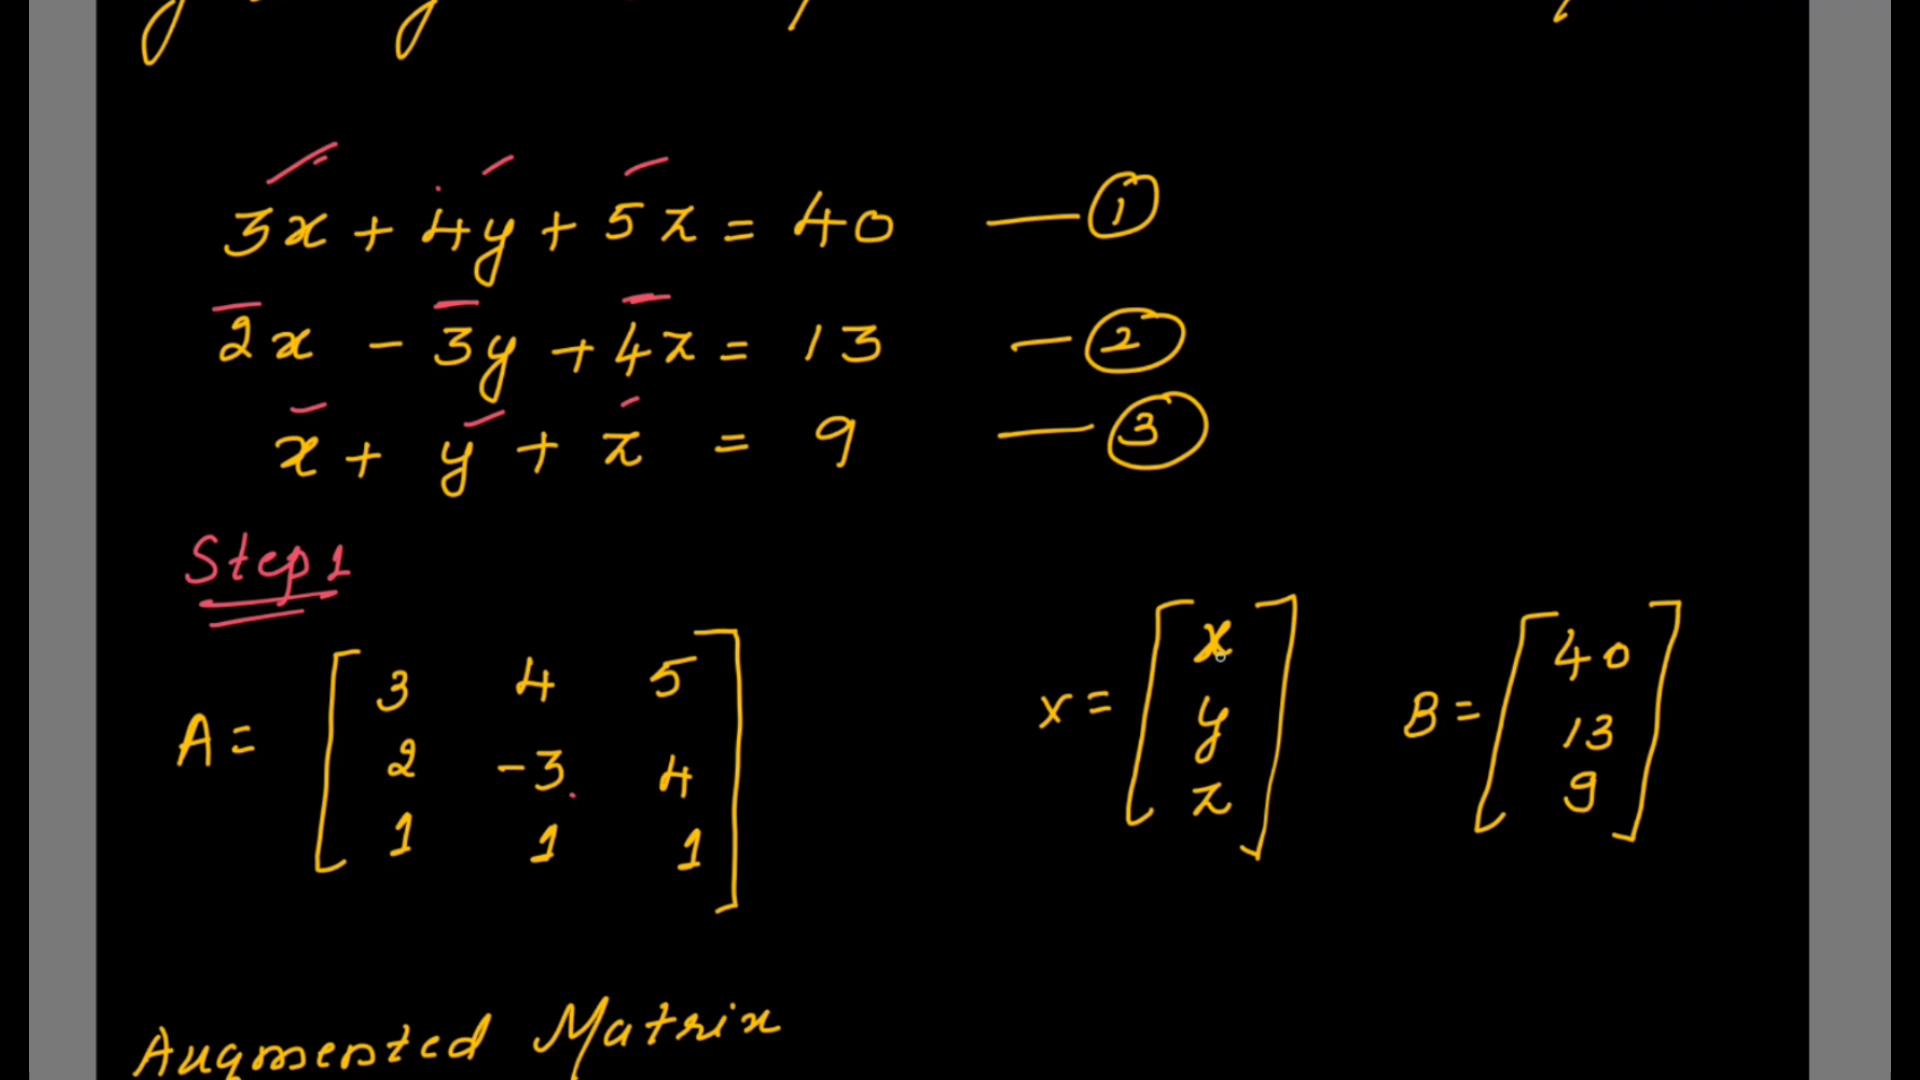 3x + 4y + 5z = 40 — ①
2x - 3y + 4z = 13 — ②
x + y + z = 9 — ③
Step 1
A = [3 4 5
2 -3 4
1 1 1]
X = [x
y
z]
B = [40
13
9]
Augmented Matrix